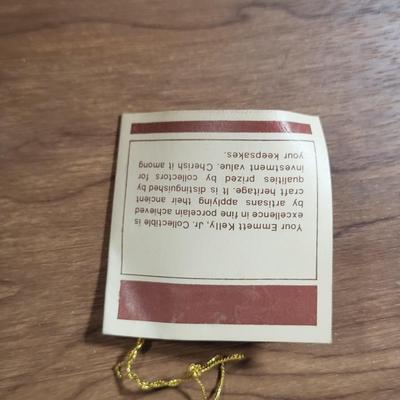 Your Emmett Kelly, Jr. Collectible is
excellence in fine porcelain achieved
by artisans applying their ancient
craft heritage. It is distinguished by
qualities prized by collectors for
investment value. Cherish it among
your keepsakes.